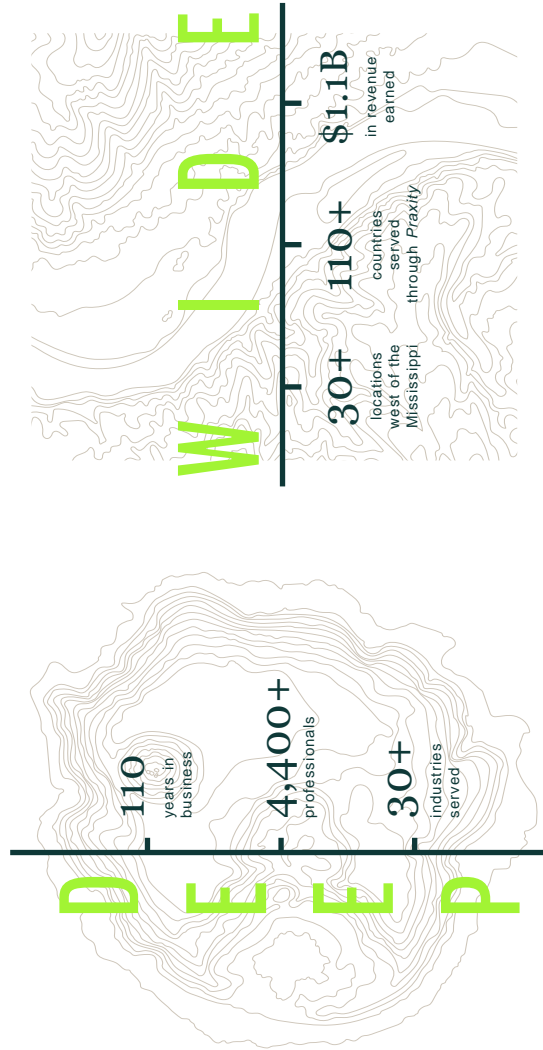 DEEP
110
years in
business
4,400+
professionals
30+
industries
served
WIDE
30+
locations
west of the
Mississippi
110+
countries
served
through Praxity
$1.1B
in revenue
earned